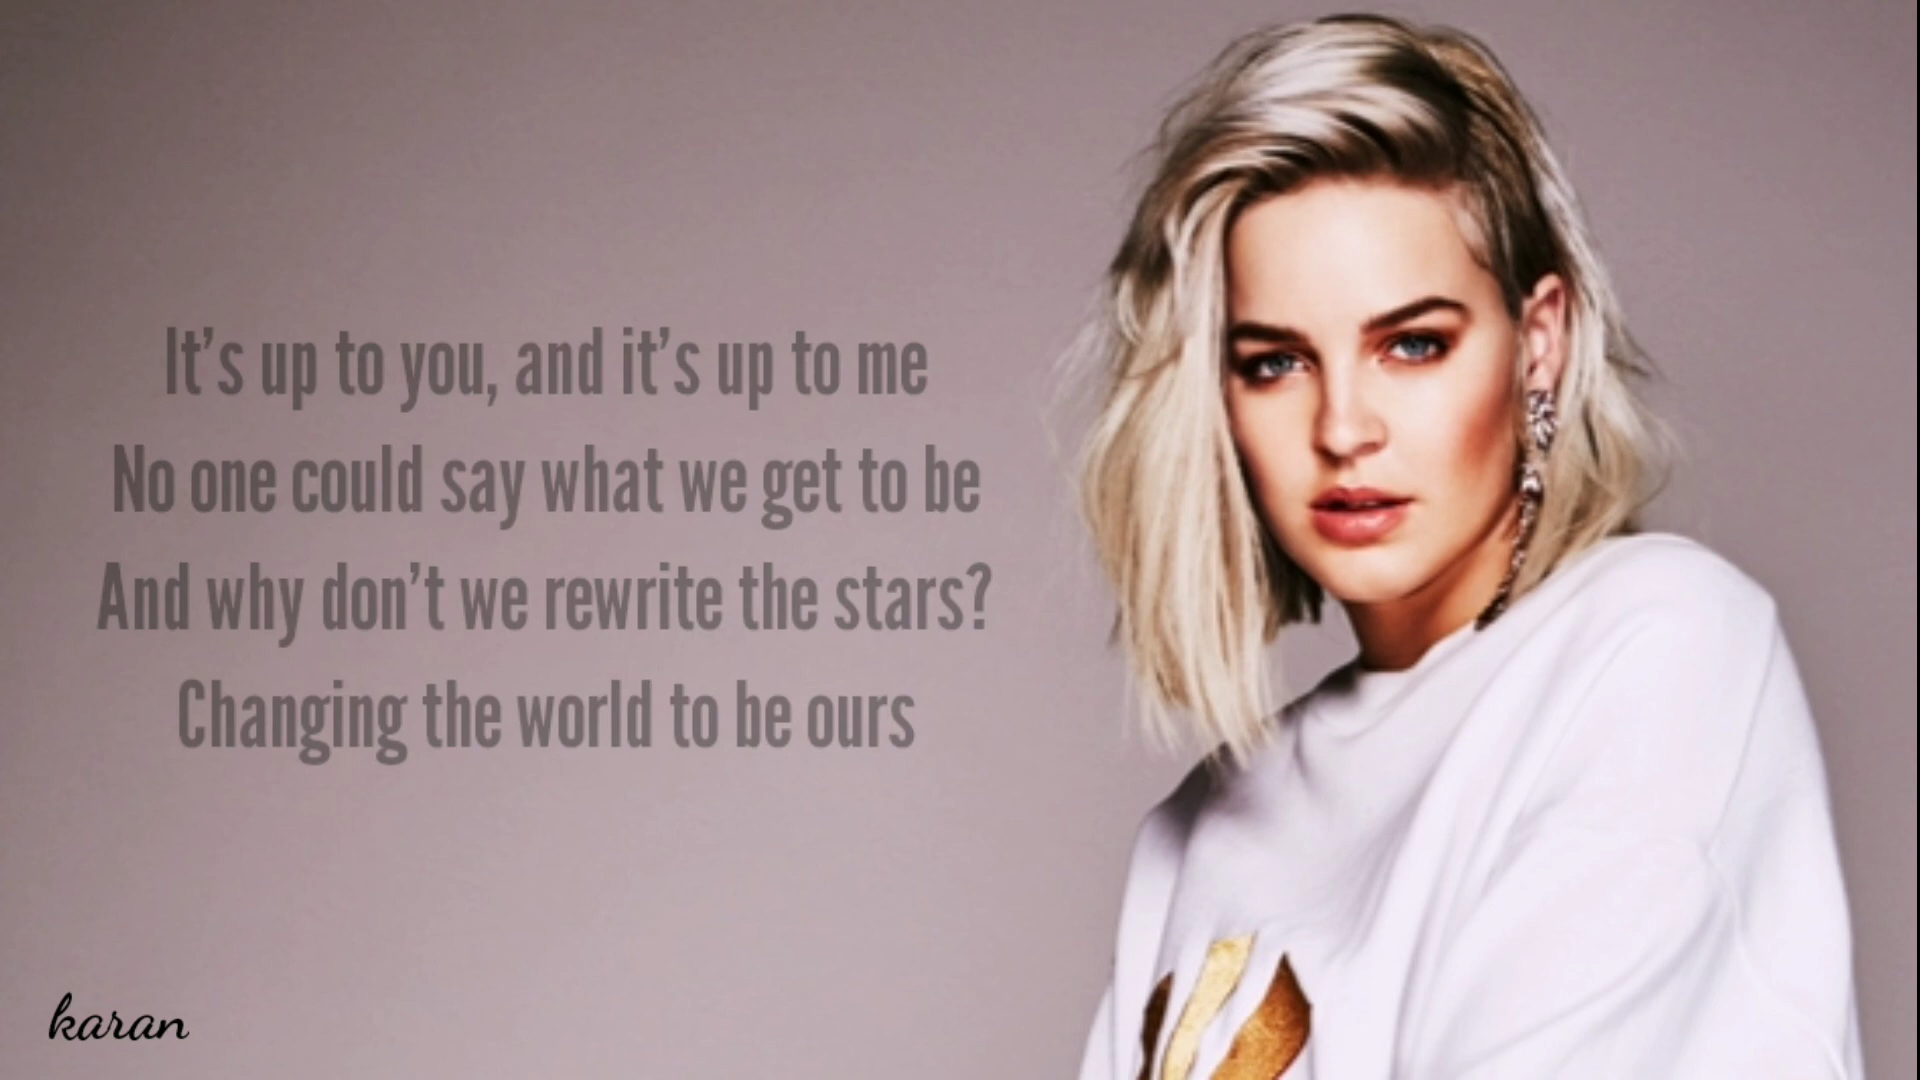 It's up to you, and it's up to me
No one could say what we get to be
And why don't we rewrite the stars?
Changing the world to be ours
karan